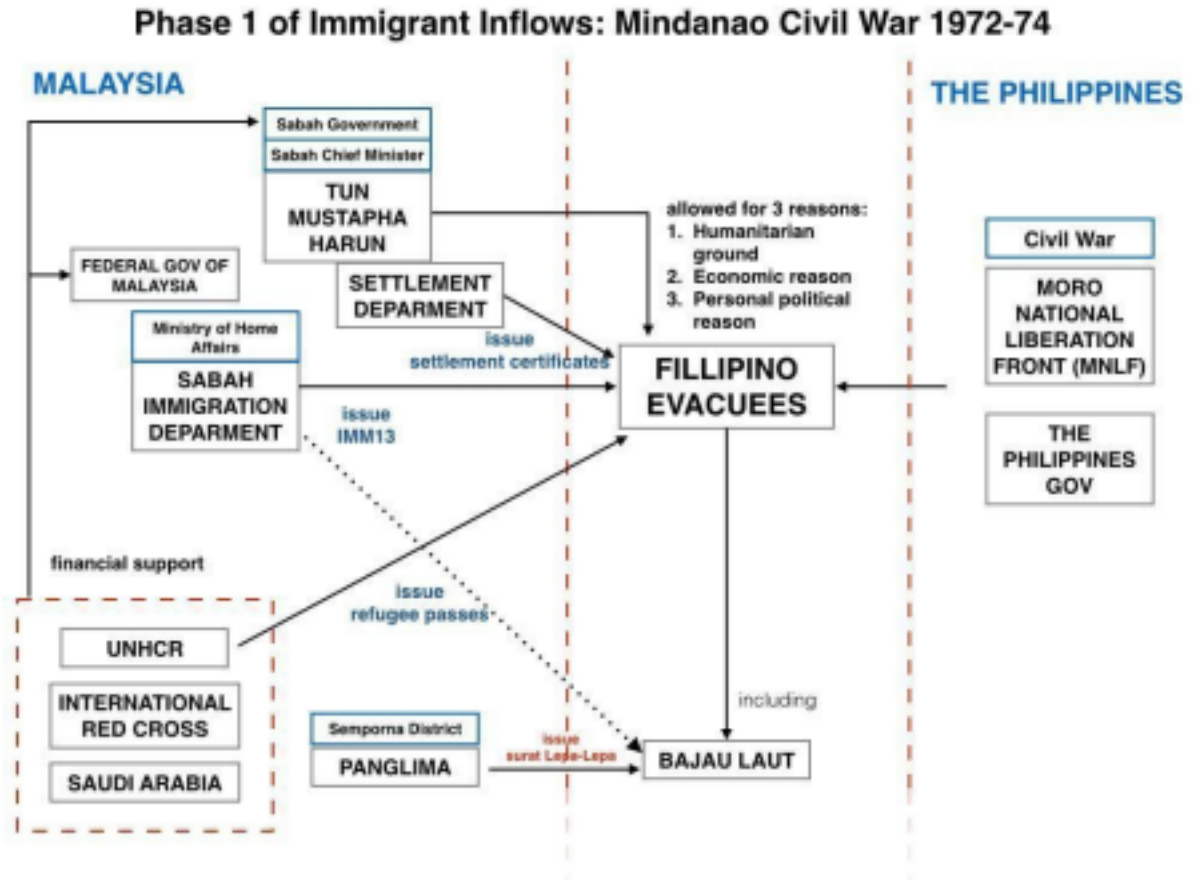 Phase 1 of Immigrant Inflows: Mindanao Civil War 1972-74
MALAYSIA
THE PHILIPPINES
Sabah Government
Sabah Chief Minister
TUN
MUSTAPHA
HARUN
SETTLEMENT
DEPARMENT
FEDERAL GOV OF
MALAYSIA
Ministry of Home
Affairs
SABAH
IMMIGRATION
DEPARMENT
issue
settlement certificates
issue
IMM13
allowed for 3 reasons:
1. Humanitarian
ground
2. Economic reason
3. Personal political
reason
FILLIPINO
EVACUEES
Civil War
MORO
NATIONAL
LIBERATION
FRONT (MNLF)
THE
PHILIPPINES
GOV
financial support
UNHCR
INTERNATIONAL
RED CROSS
SAUDI ARABIA
issue
refugee passes
Semporna District
PANGLIMA
issue
surat Lepa-Lepa
including
BAJAU LAUT